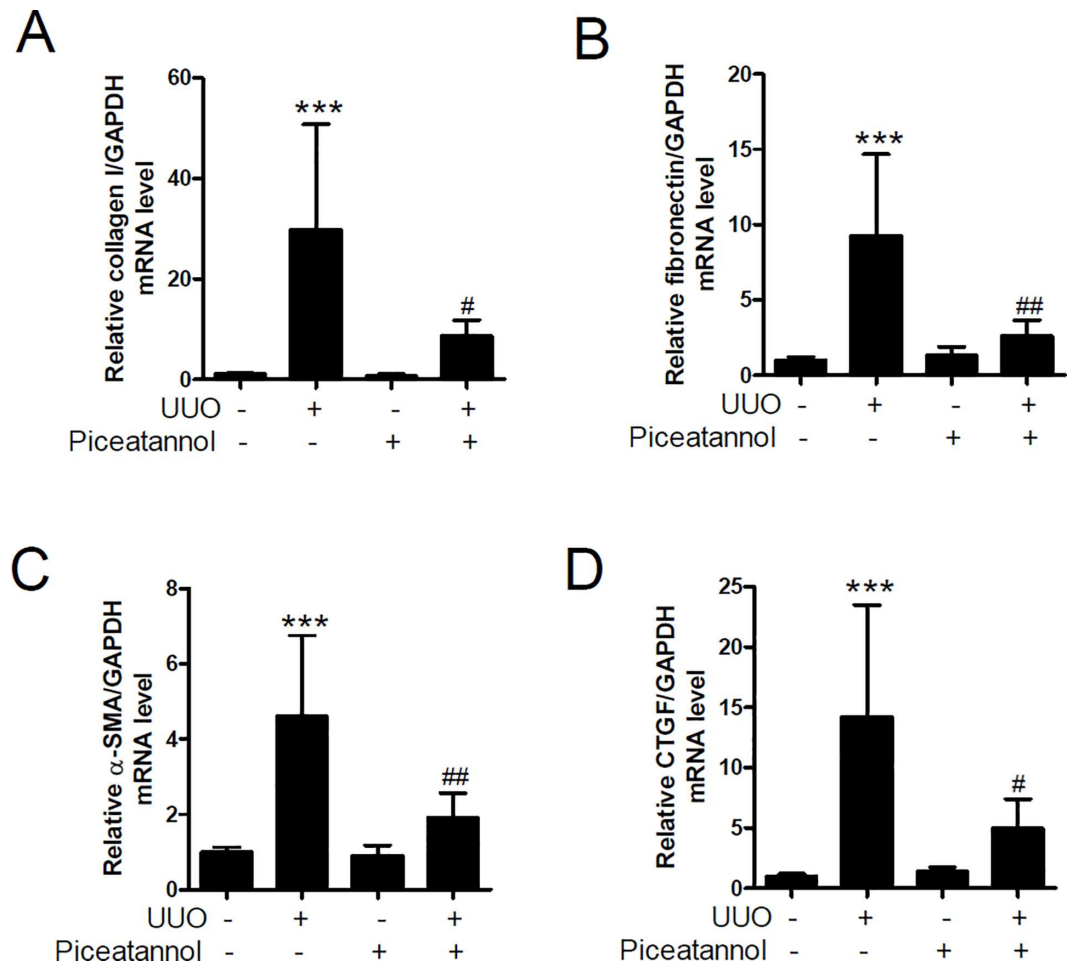 A
Relative collagen I/GAPDH
mRNA level
60
40
20
0
***
#
UUO - + - +
Piceatannol - - + +
B
Relative fibronectin/GAPDH
mRNA level
20
15
10
5
0
***
##
UUO - + - +
Piceatannol - - + +
C
Relative α-SMA/GAPDH
mRNA level
8
6
4
2
0
***
##
UUO - + - +
Piceatannol - - + +
D
Relative CTGF/GAPDH
mRNA level
25
20
15
10
5
0
***
#
UUO - + - +
Piceatannol - - + +